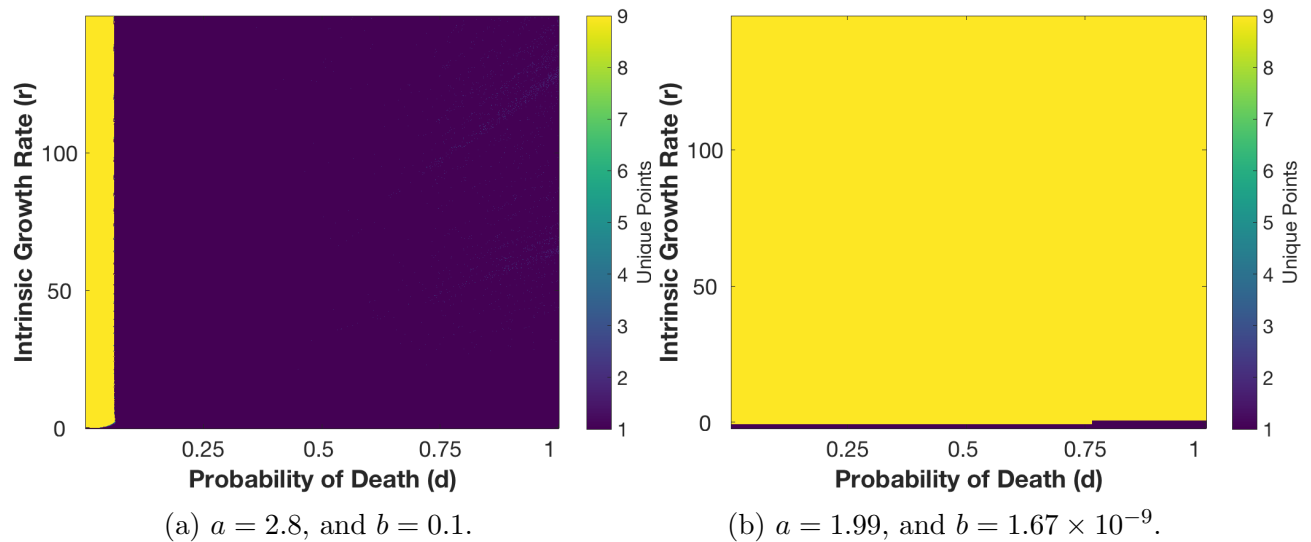 Intrinsic Growth Rate (r)
100
50
0
0.25 0.5 0.75 1
Probability of Death (d)
9
8
7
6
5
4
3
2
1
Unique Points
(a) a = 2.8, and b = 0.1.
Intrinsic Growth Rate (r)
100
50
0
0.25 0.5 0.75 1
Probability of Death (d)
9
8
7
6
5
4
3
2
1
Unique Points
(b) a = 1.99, and b = 1.67 × 10⁻⁹.